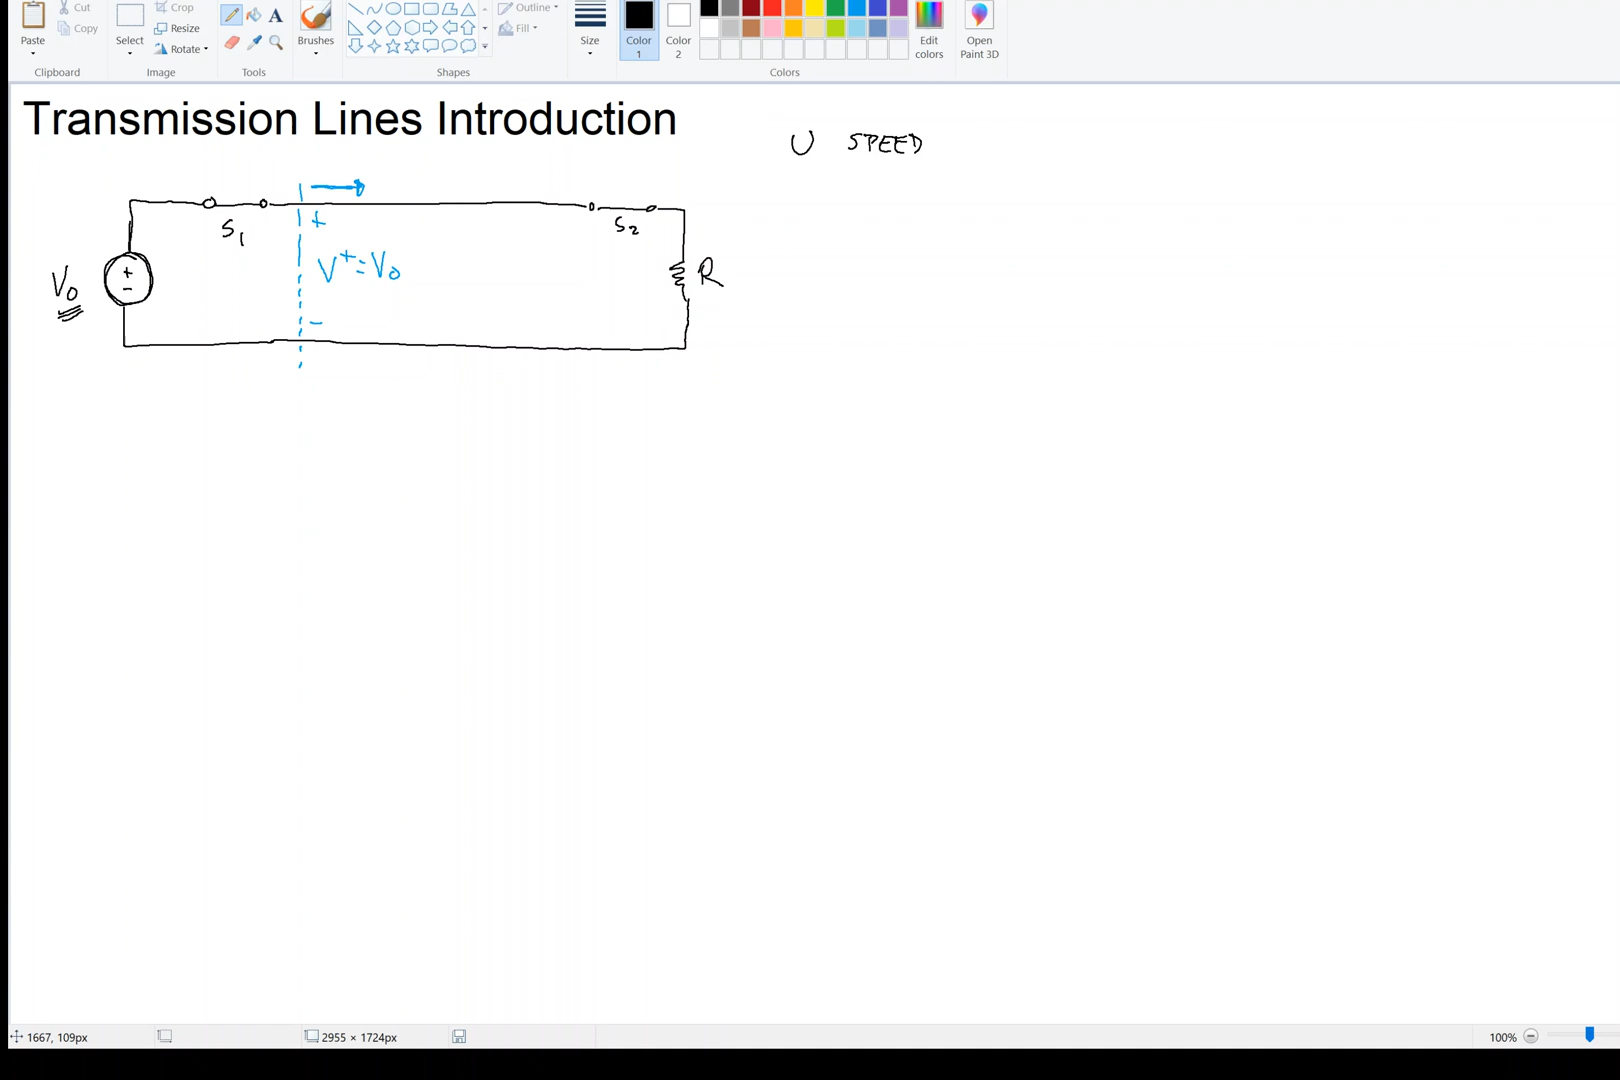 Cut
Crop
Outline
Copy
Resize
Fill
Paste
Select
Rotate
A
Brushes
Size
Color
1
Color
2
Edit
colors
Open
Paint 3D
Clipboard
Image
Tools
Shapes
Colors
Transmission Lines Introduction
U SPEED
S1
S2
+
V+=V0
V0
+
-
R
-
1667, 109px
2955 × 1724px
100%